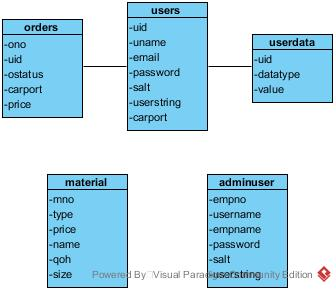 orders
-ono
-uid
-ostatus
-carport
-price
users
-uid
-uname
-email
-password
-salt
-userstring
-carport
userdata
-uid
-datatype
-value
material
-mno
-type
-price
-name
-qoh
-size
adminuser
-empno
-username
-empname
-password
-salt
-userstring
Powered By Visual Paradigm Community Edition